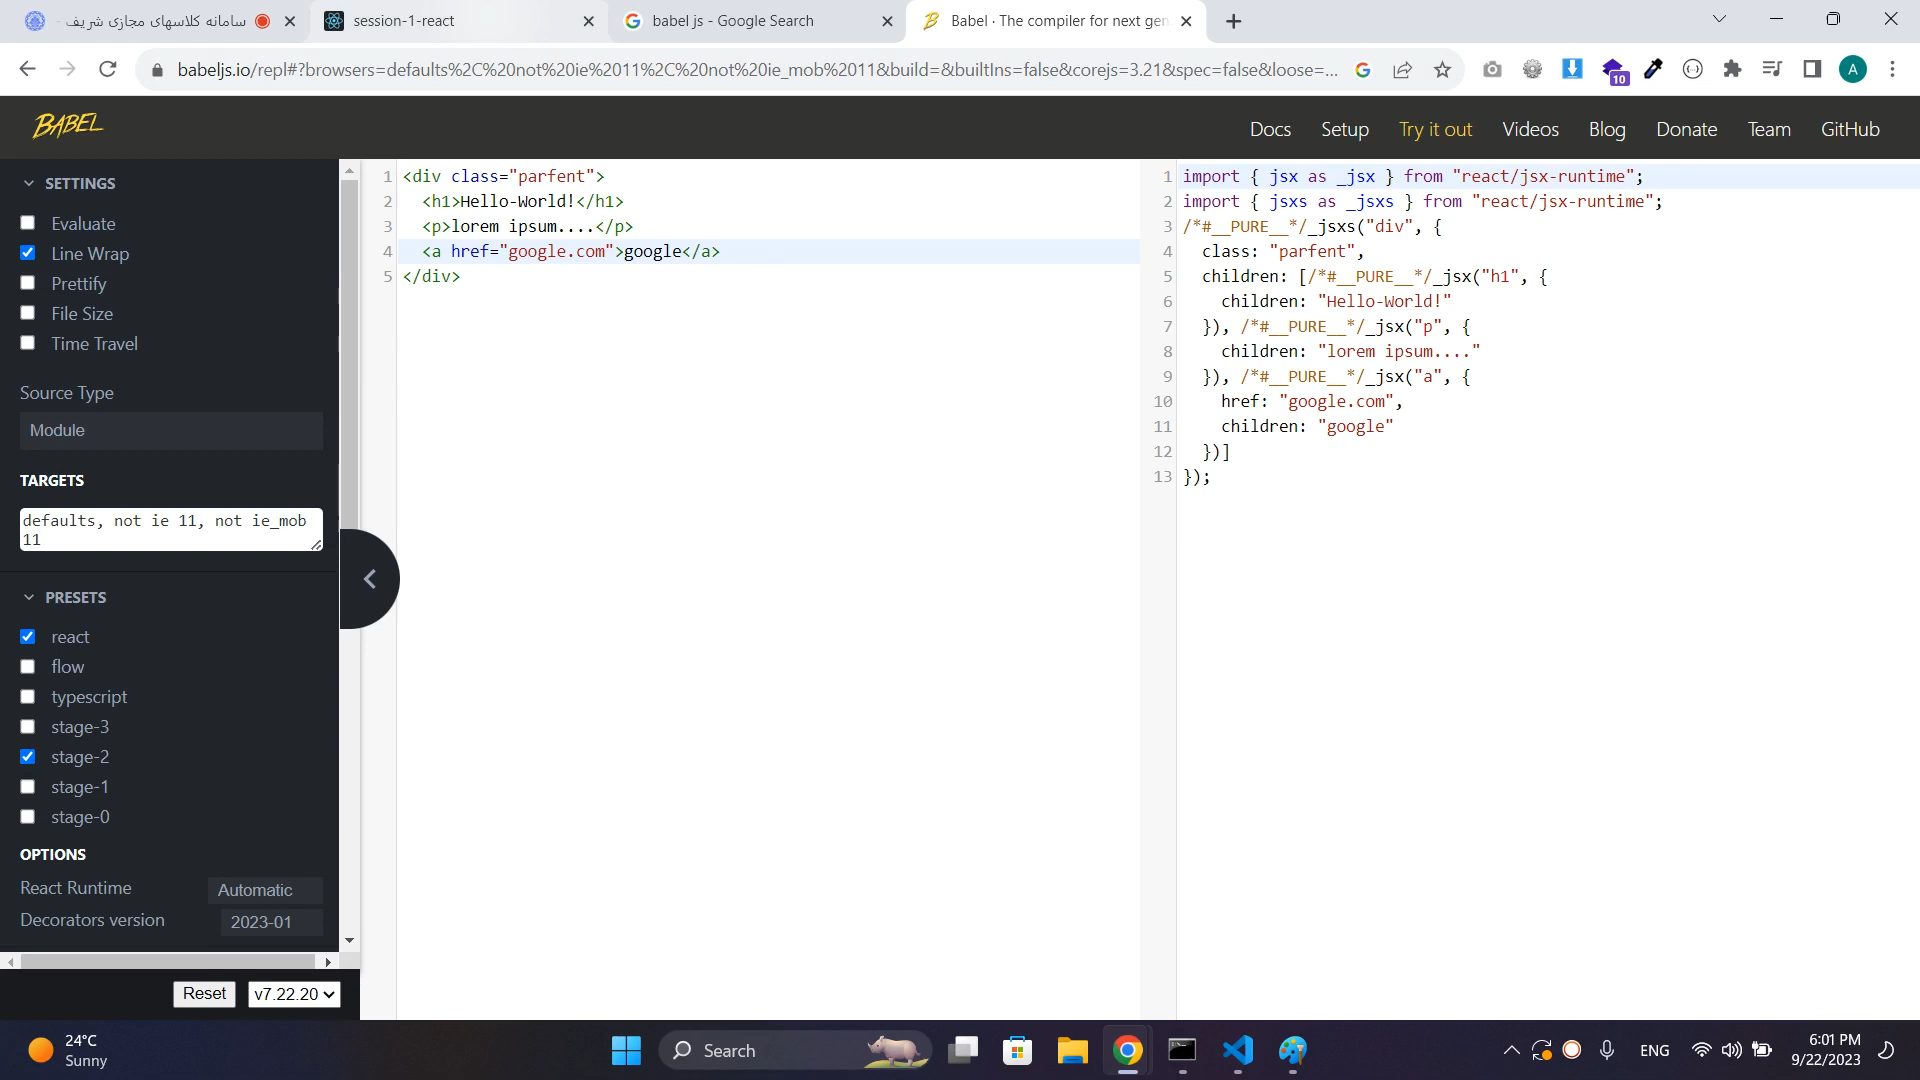 سامانه کلاسهای مجازی شریف -
session-1-react
babel js - Google Search
Babel · The compiler for next gen
babeljs.io/repl#?browsers=defaults%2C%20not%20ie%2011%2C%20not%20ie_mob%2011&build=&builtIns=false&corejs=3.21&spec=false&loose=...
10
A
BABEL
Docs
Setup
Try it out
Videos
Blog
Donate
Team
GitHub
SETTINGS
Evaluate
Line Wrap
Prettify
File Size
Time Travel
Source Type
Module
TARGETS
defaults, not ie 11, not ie_mob
11
PRESETS
react
flow
typescript
stage-3
stage-2
stage-1
stage-0
OPTIONS
React Runtime Automatic
Decorators version 2023-01
Reset v7.22.20
1 <div class="parfent">
2 <h1>Hello-World!</h1>
3 <p>lorem ipsum....</p>
4 <a href="google.com">google</a>
5 </div>
1 import { jsx as _jsx } from "react/jsx-runtime";
2 import { jsxs as _jsxs } from "react/jsx-runtime";
3 /*#__PURE__*/_jsxs("div", {
4 class: "parfent",
5 children: [/*#__PURE__*/_jsx("h1", {
6 children: "Hello-World!"
7 }), /*#__PURE__*/_jsx("p", {
8 children: "lorem ipsum...."
9 }), /*#__PURE__*/_jsx("a", {
10 href: "google.com",
11 children: "google"
12 })]
13 });
24°C
Sunny
Search
ENG
6:01 PM
9/22/2023